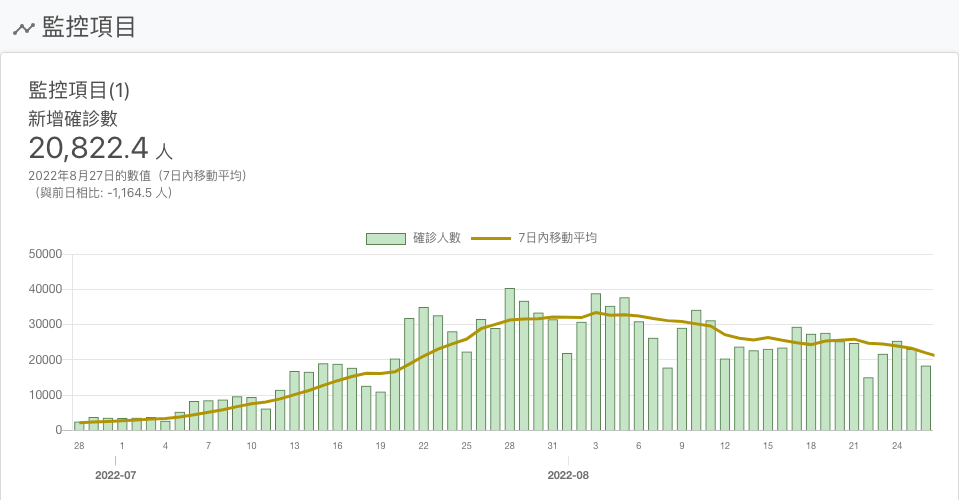 監控項目
監控項目(1)
新增確診數
20,822.4 人
2022年8月27日的數值（7日內移動平均）
（與前日相比: -1,164.5 人）
確診人數 7日內移動平均
50000
40000
30000
20000
10000
0
28 1 4 7 10 13 16 19 22 25 28 31 3 6 9 12 15 18 21 24
2022-07 2022-08